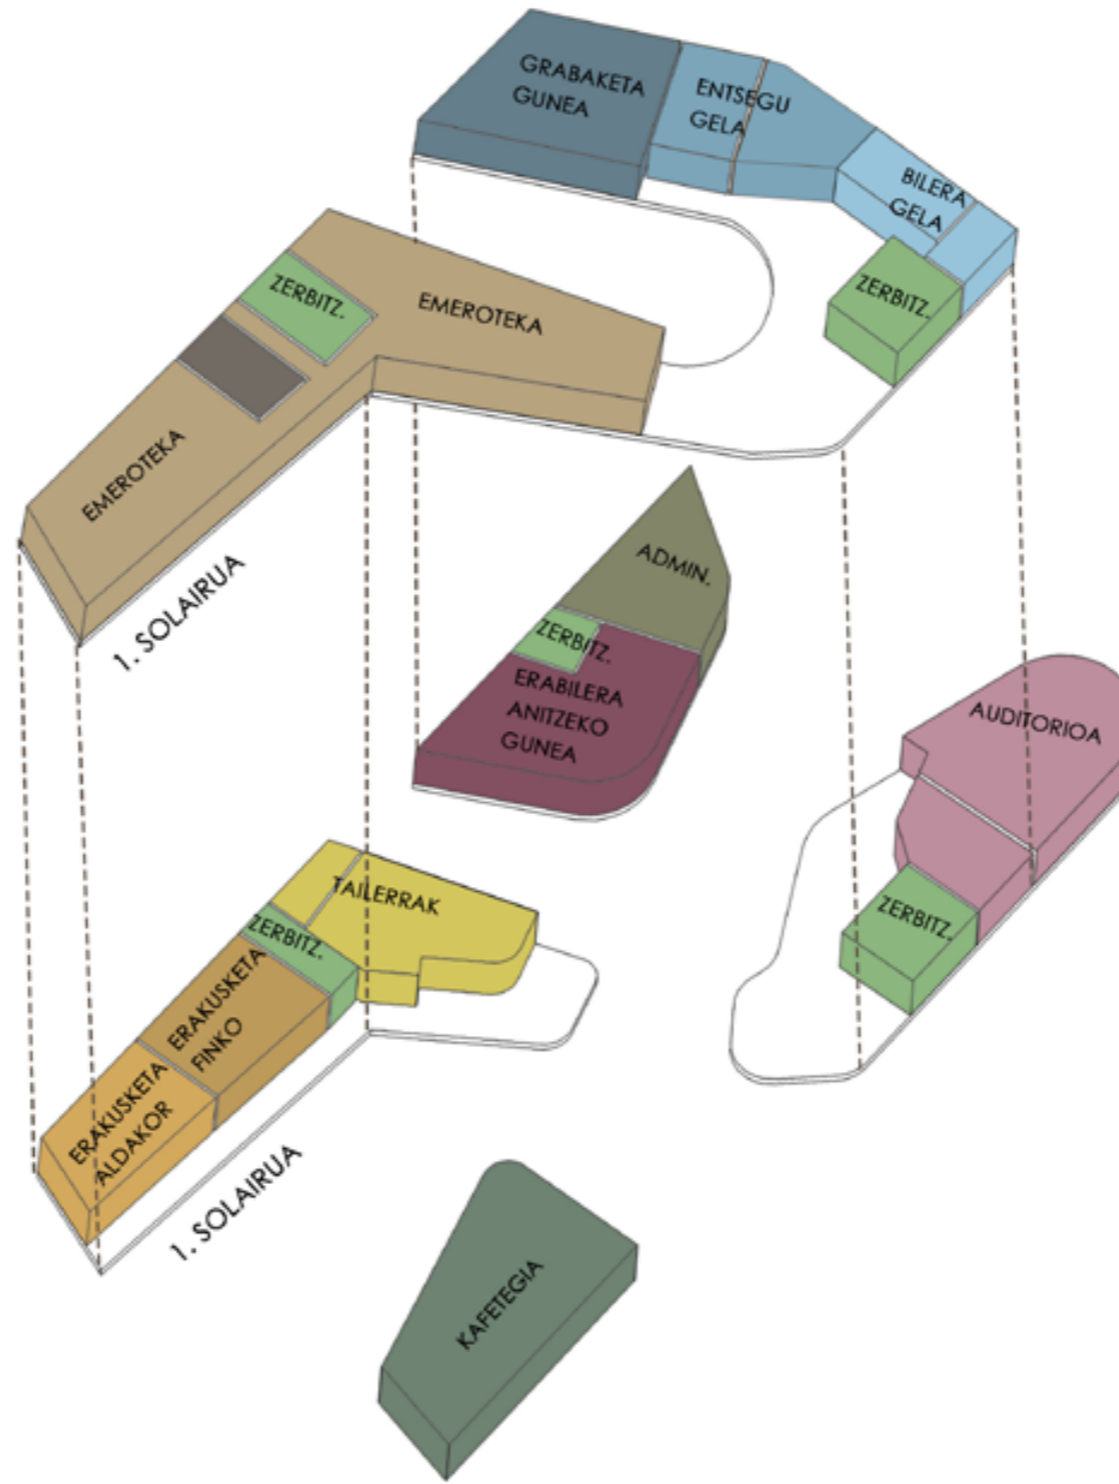 GRABAKETA
GUNEA
ENTSEGU
GELA
BILERA
GELA
ZERBITZ.
EMEROTEKA
ZERBITZ.
EMEROTEKA
1. SOLAIRUA
ADMIN.
ZERBITZ.
ERABILERA
ANITZEKO
GUNEA
AUDITORIOA
TAILERRAK
ZERBITZ.
ZERBITZ.
ERAKUSKETA
FINKO
ERAKUSKETA
ALDAKOR
1. SOLAIRUA
KAFETEGIA